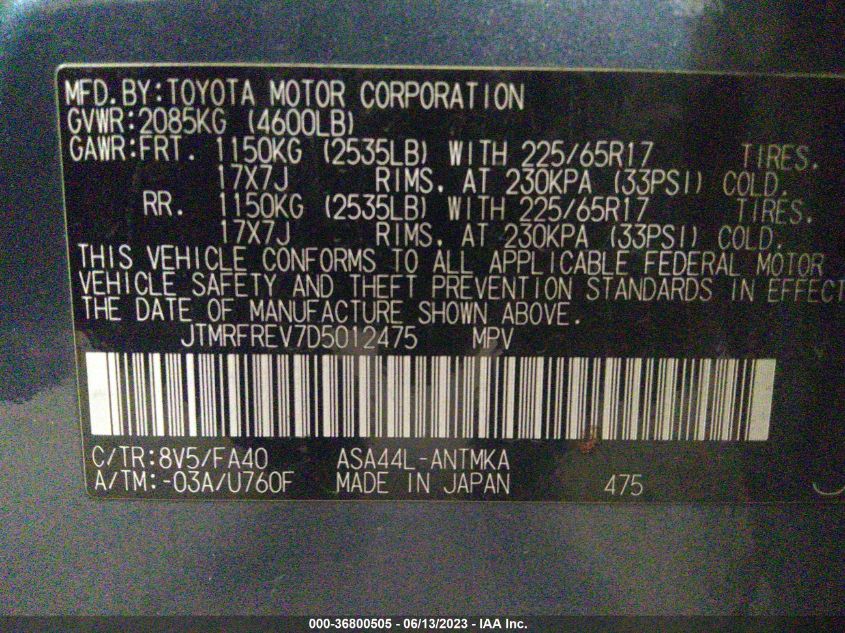 MFD.BY:TOYOTA MOTOR CORPORATION
GVWR:2085KG (4600LB)
GAWR:FRT. 1150KG (2535LB) WITH 225/65R17 TIRES.
17X7J RIMS, AT 230KPA (33PSI) COLD.
RR. 1150KG (2535LB) WITH 225/65R17 TIRES.
17X7J RIMS, AT 230KPA (33PSI) COLD.
THIS VEHICLE CONFORMS TO ALL APPLICABLE FEDERAL MOTOR
VEHICLE SAFETY AND THEFT PREVENTION STANDARDS IN EFFECT
THE DATE OF MANUFACTURE SHOWN ABOVE.
JTMRFREV7D5012475 MPV
C/TR:8V5/FA40 ASA44L-ANTMKA
A/TM:-03A/U760F MADE IN JAPAN 475
000-36800505 - 06/13/2023 - IAA Inc.